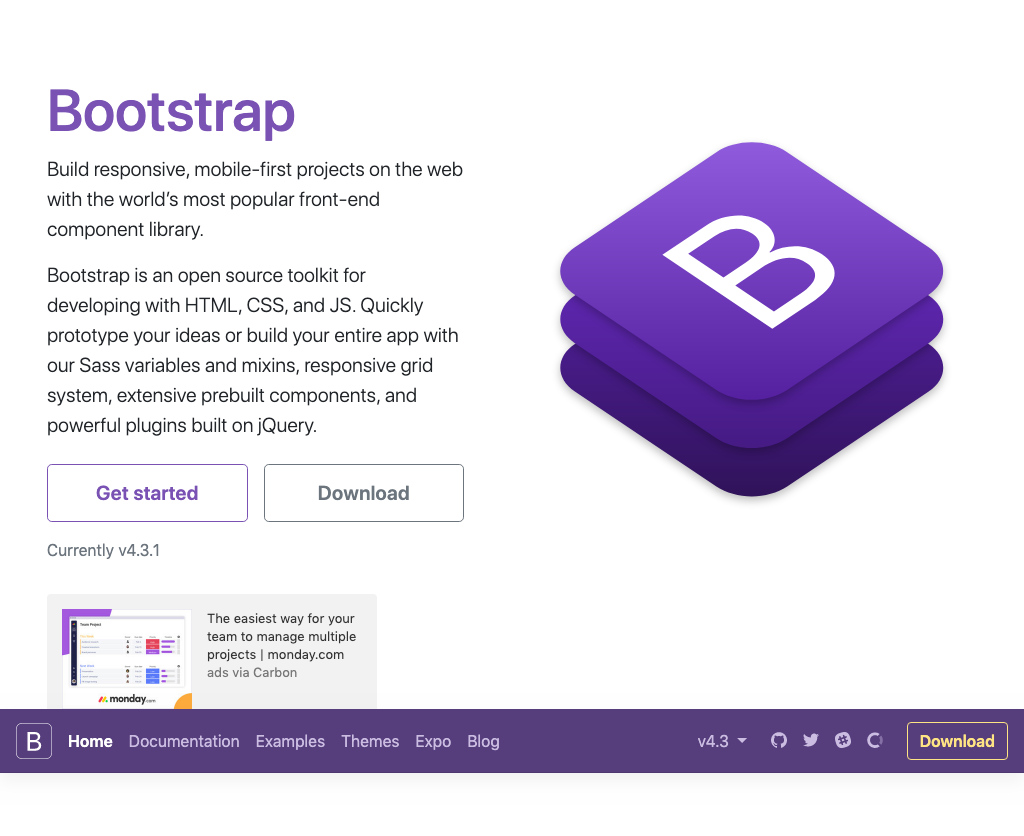 Bootstrap
Build responsive, mobile-first projects on the web
with the world's most popular front-end
component library.
Bootstrap is an open source toolkit for
developing with HTML, CSS, and JS. Quickly
prototype your ideas or build your entire app with
our Sass variables and mixins, responsive grid
system, extensive prebuilt components, and
powerful plugins built on jQuery.
B
Get started
Download
Currently v4.3.1
Team Project
monday.com
The easiest way for your
team to manage multiple
projects | monday.com
ads via Carbon
B
Home
Documentation
Examples
Themes
Expo
Blog
v4.3
Download